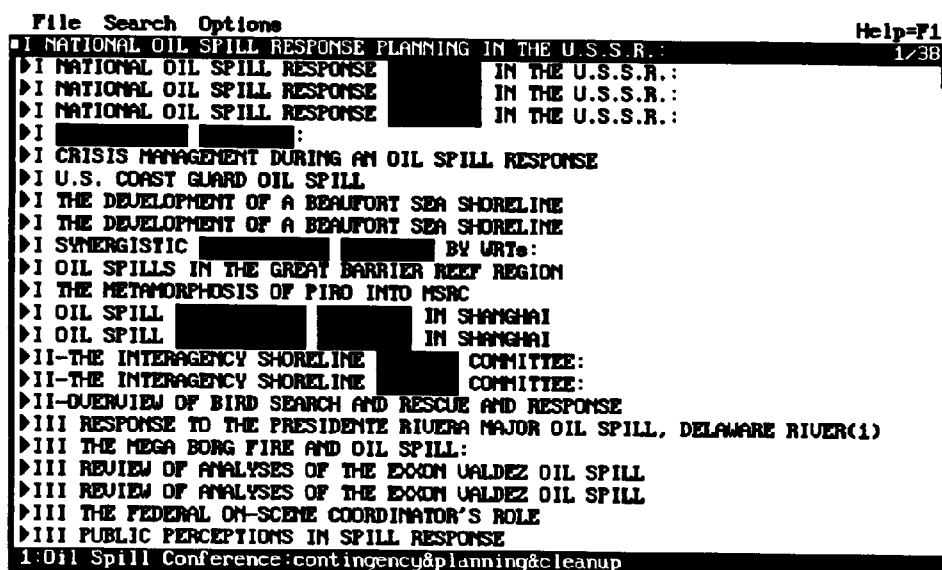 File Search Options Help=F1
I NATIONAL OIL SPILL RESPONSE PLANNING IN THE U.S.S.R.: 1/38
I NATIONAL OIL SPILL RESPONSE IN THE U.S.S.R.:
I NATIONAL OIL SPILL RESPONSE IN THE U.S.S.R.:
I NATIONAL OIL SPILL RESPONSE IN THE U.S.S.R.:
I :
I CRISIS MANAGEMENT DURING AN OIL SPILL RESPONSE
I U.S. COAST GUARD OIL SPILL
I THE DEVELOPMENT OF A BEAUFORT SEA SHORELINE
I THE DEVELOPMENT OF A BEAUFORT SEA SHORELINE
I SYNERGISTIC BY WRTs:
I OIL SPILLS IN THE GREAT BARRIER REEF REGION
I THE METAMORPHOSIS OF PIRO INTO MSRC
I OIL SPILL IN SHANGHAI
I OIL SPILL IN SHANGHAI
II-THE INTERAGENCY SHORELINE COMMITTEE:
II-THE INTERAGENCY SHORELINE COMMITTEE:
II-OVERVIEW OF BIRD SEARCH AND RESCUE AND RESPONSE
III RESPONSE TO THE PRESIDENTE RIVERA MAJOR OIL SPILL, DELAWARE RIVER(1)
III THE MEGA BORG FIRE AND OIL SPILL:
III REVIEW OF ANALYSES OF THE EXXON VALDEZ OIL SPILL
III REVIEW OF ANALYSES OF THE EXXON VALDEZ OIL SPILL
III THE FEDERAL ON-SCENE COORDINATOR'S ROLE
III PUBLIC PERCEPTIONS IN SPILL RESPONSE
1:Oil Spill Conference:contingency&planning&cleanup